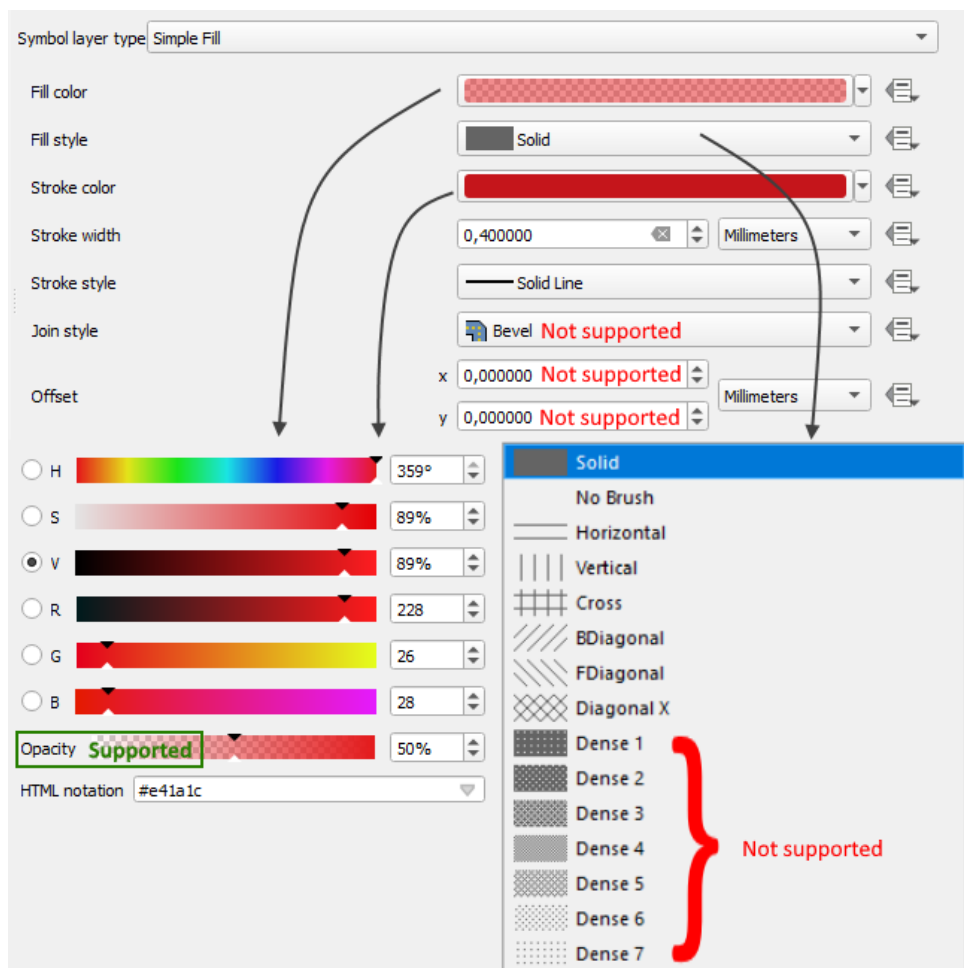 Symbol layer type Simple Fill
Fill color
Fill style Solid
Stroke color
Stroke width 0,400000 Millimeters
Stroke style Solid Line
Join style Bevel Not supported
x 0,000000 Not supported
Offset Millimeters
y 0,000000 Not supported
H 359°
S 89%
V 89%
R 228
G 26
B 28
Opacity Supported 50%
HTML notation #e41a1c
Solid
No Brush
Horizontal
Vertical
Cross
BDiagonal
FDiagonal
Diagonal X
Dense 1
Dense 2
Dense 3
Dense 4 Not supported
Dense 5
Dense 6
Dense 7